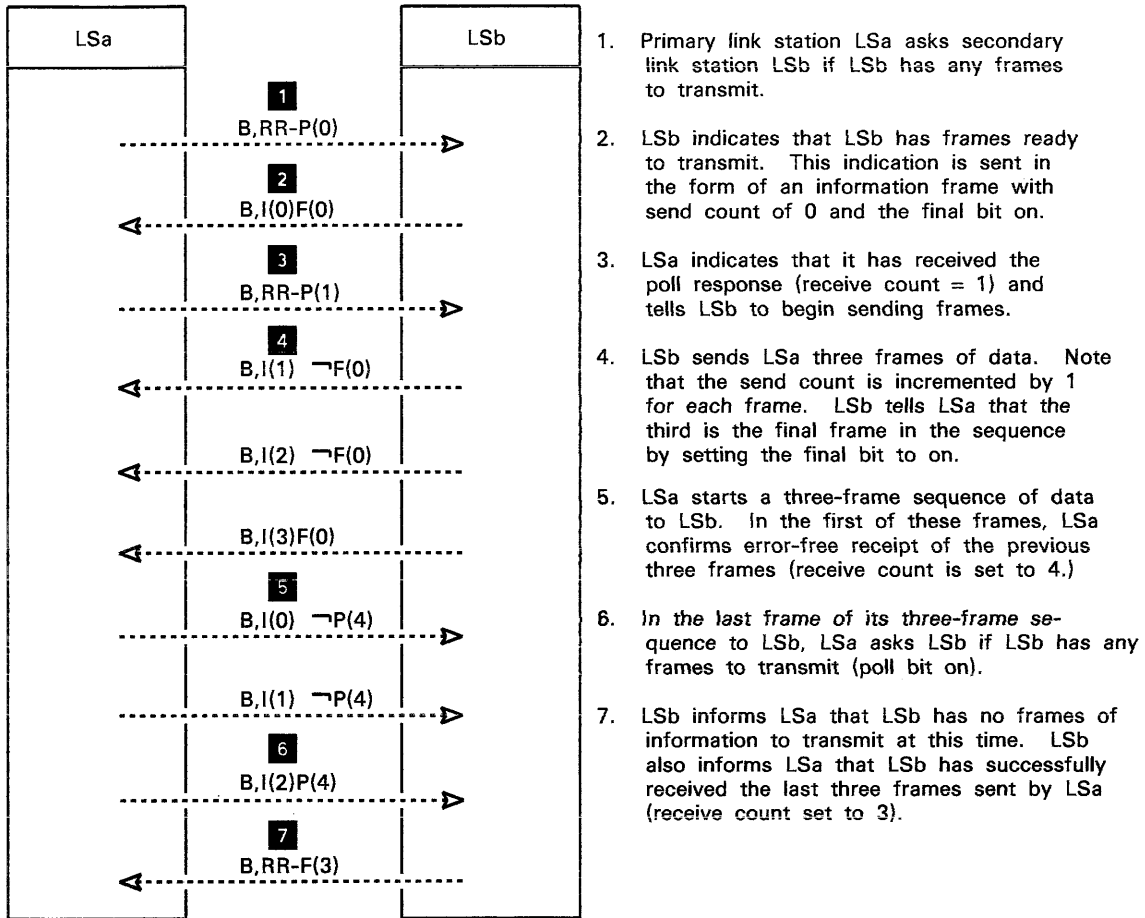 LSa
LSb
1
B,RR-P(0)
2
B,I(0)F(0)
3
B,RR-P(1)
4
B,I(1) ¬F(0)
B,I(2) ¬F(0)
B,I(3)F(0)
5
B,I(0) ¬P(4)
B,I(1) ¬P(4)
6
B,I(2)P(4)
7
B,RR-F(3)
1. Primary link station LSa asks secondary
link station LSb if LSb has any frames
to transmit.
2. LSb indicates that LSb has frames ready
to transmit. This indication is sent in
the form of an information frame with
send count of 0 and the final bit on.
3. LSa indicates that it has received the
poll response (receive count = 1) and
tells LSb to begin sending frames.
4. LSb sends LSa three frames of data. Note
that the send count is incremented by 1
for each frame. LSb tells LSa that the
third is the final frame in the sequence
by setting the final bit to on.
5. LSa starts a three-frame sequence of data
to LSb. In the first of these frames, LSa
confirms error-free receipt of the previous
three frames (receive count is set to 4.)
6. In the last frame of its three-frame se-
quence to LSb, LSa asks LSb if LSb has any
frames to transmit (poll bit on).
7. LSb informs LSa that LSb has no frames of
information to transmit at this time. LSb
also informs LSa that LSb has successfully
received the last three frames sent by LSa
(receive count set to 3).